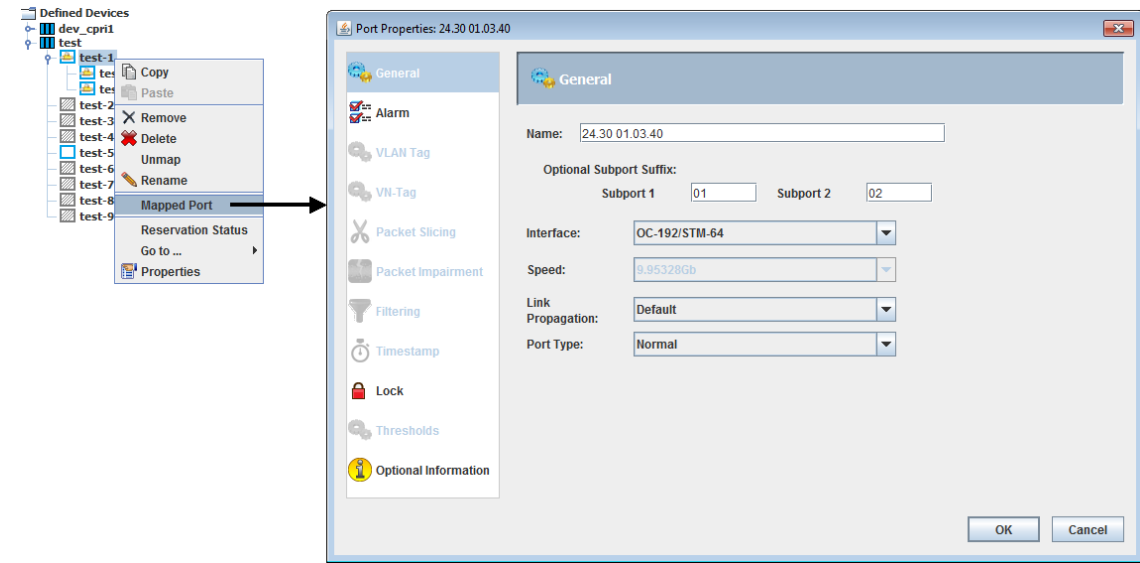 Defined Devices
dev_cpri1
test
test-1
tes
tes
test-2
test-3
test-4
test-5
test-6
test-7
test-8
test-9
Copy
Paste
Remove
Delete
Unmap
Rename
Mapped Port
Reservation Status
Go to ...
Properties
Port Properties: 24.30 01.03.40
General
Alarm
VLAN Tag
VN-Tag
Packet Slicing
Packet Impairment
Filtering
Timestamp
Lock
Thresholds
Optional Information
General
Name: 24.30 01.03.40
Optional Subport Suffix:
Subport 1 01 Subport 2 02
Interface: OC-192/STM-64
Speed: 9.95328Gb
Link
Propagation: Default
Port Type: Normal
OK Cancel